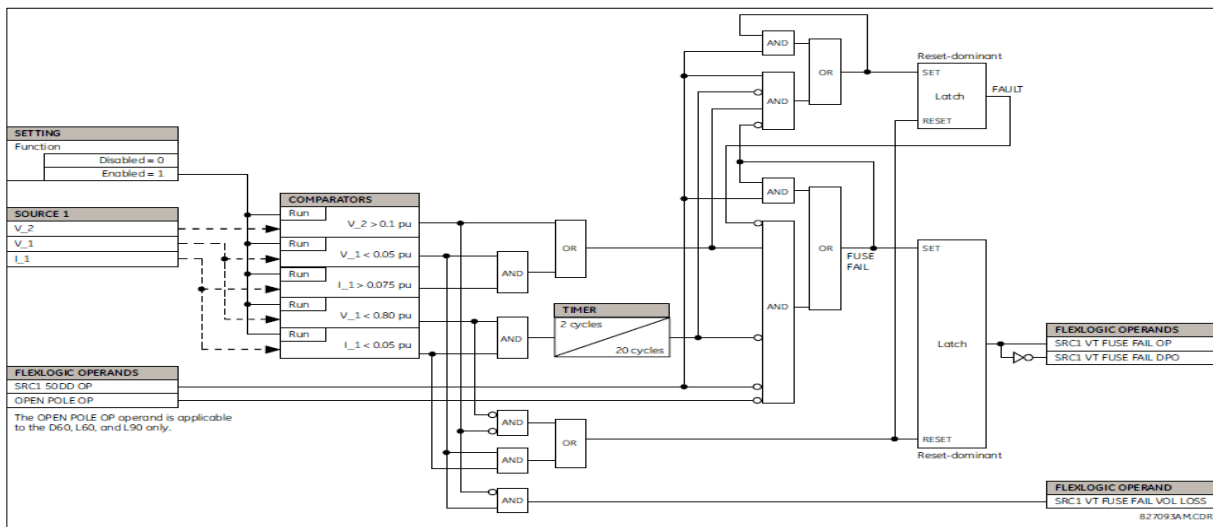 AND
OR
Reset-dominant
SET
Latch
FAULT
RESET
AND
SETTING
Function
Disabled = 0
Enabled = 1
SOURCE 1
V_2
V_1
I_1
COMPARATORS
Run
V_2 > 0.1 pu
Run
V_1 < 0.05 pu
Run
I_1 > 0.075 pu
Run
V_1 < 0.80 pu
Run
I_1 < 0.05 pu
OR
AND
AND
TIMER
2 cycles
20 cycles
AND
OR
AND
FUSE
FAIL
SET
Latch
RESET
Reset-dominant
FLEXLOGIC OPERANDS
SRC1 VT FUSE FAIL OP
SRC1 VT FUSE FAIL DPO
FLEXLOGIC OPERANDS
SRC1 50DD OP
OPEN POLE OP
The OPEN POLE OP operand is applicable
to the D60, L60, and L90 only.
AND
OR
AND
AND
FLEXLOGIC OPERAND
SRC1 VT FUSE FAIL VOL LOSS
827093AM.CDR